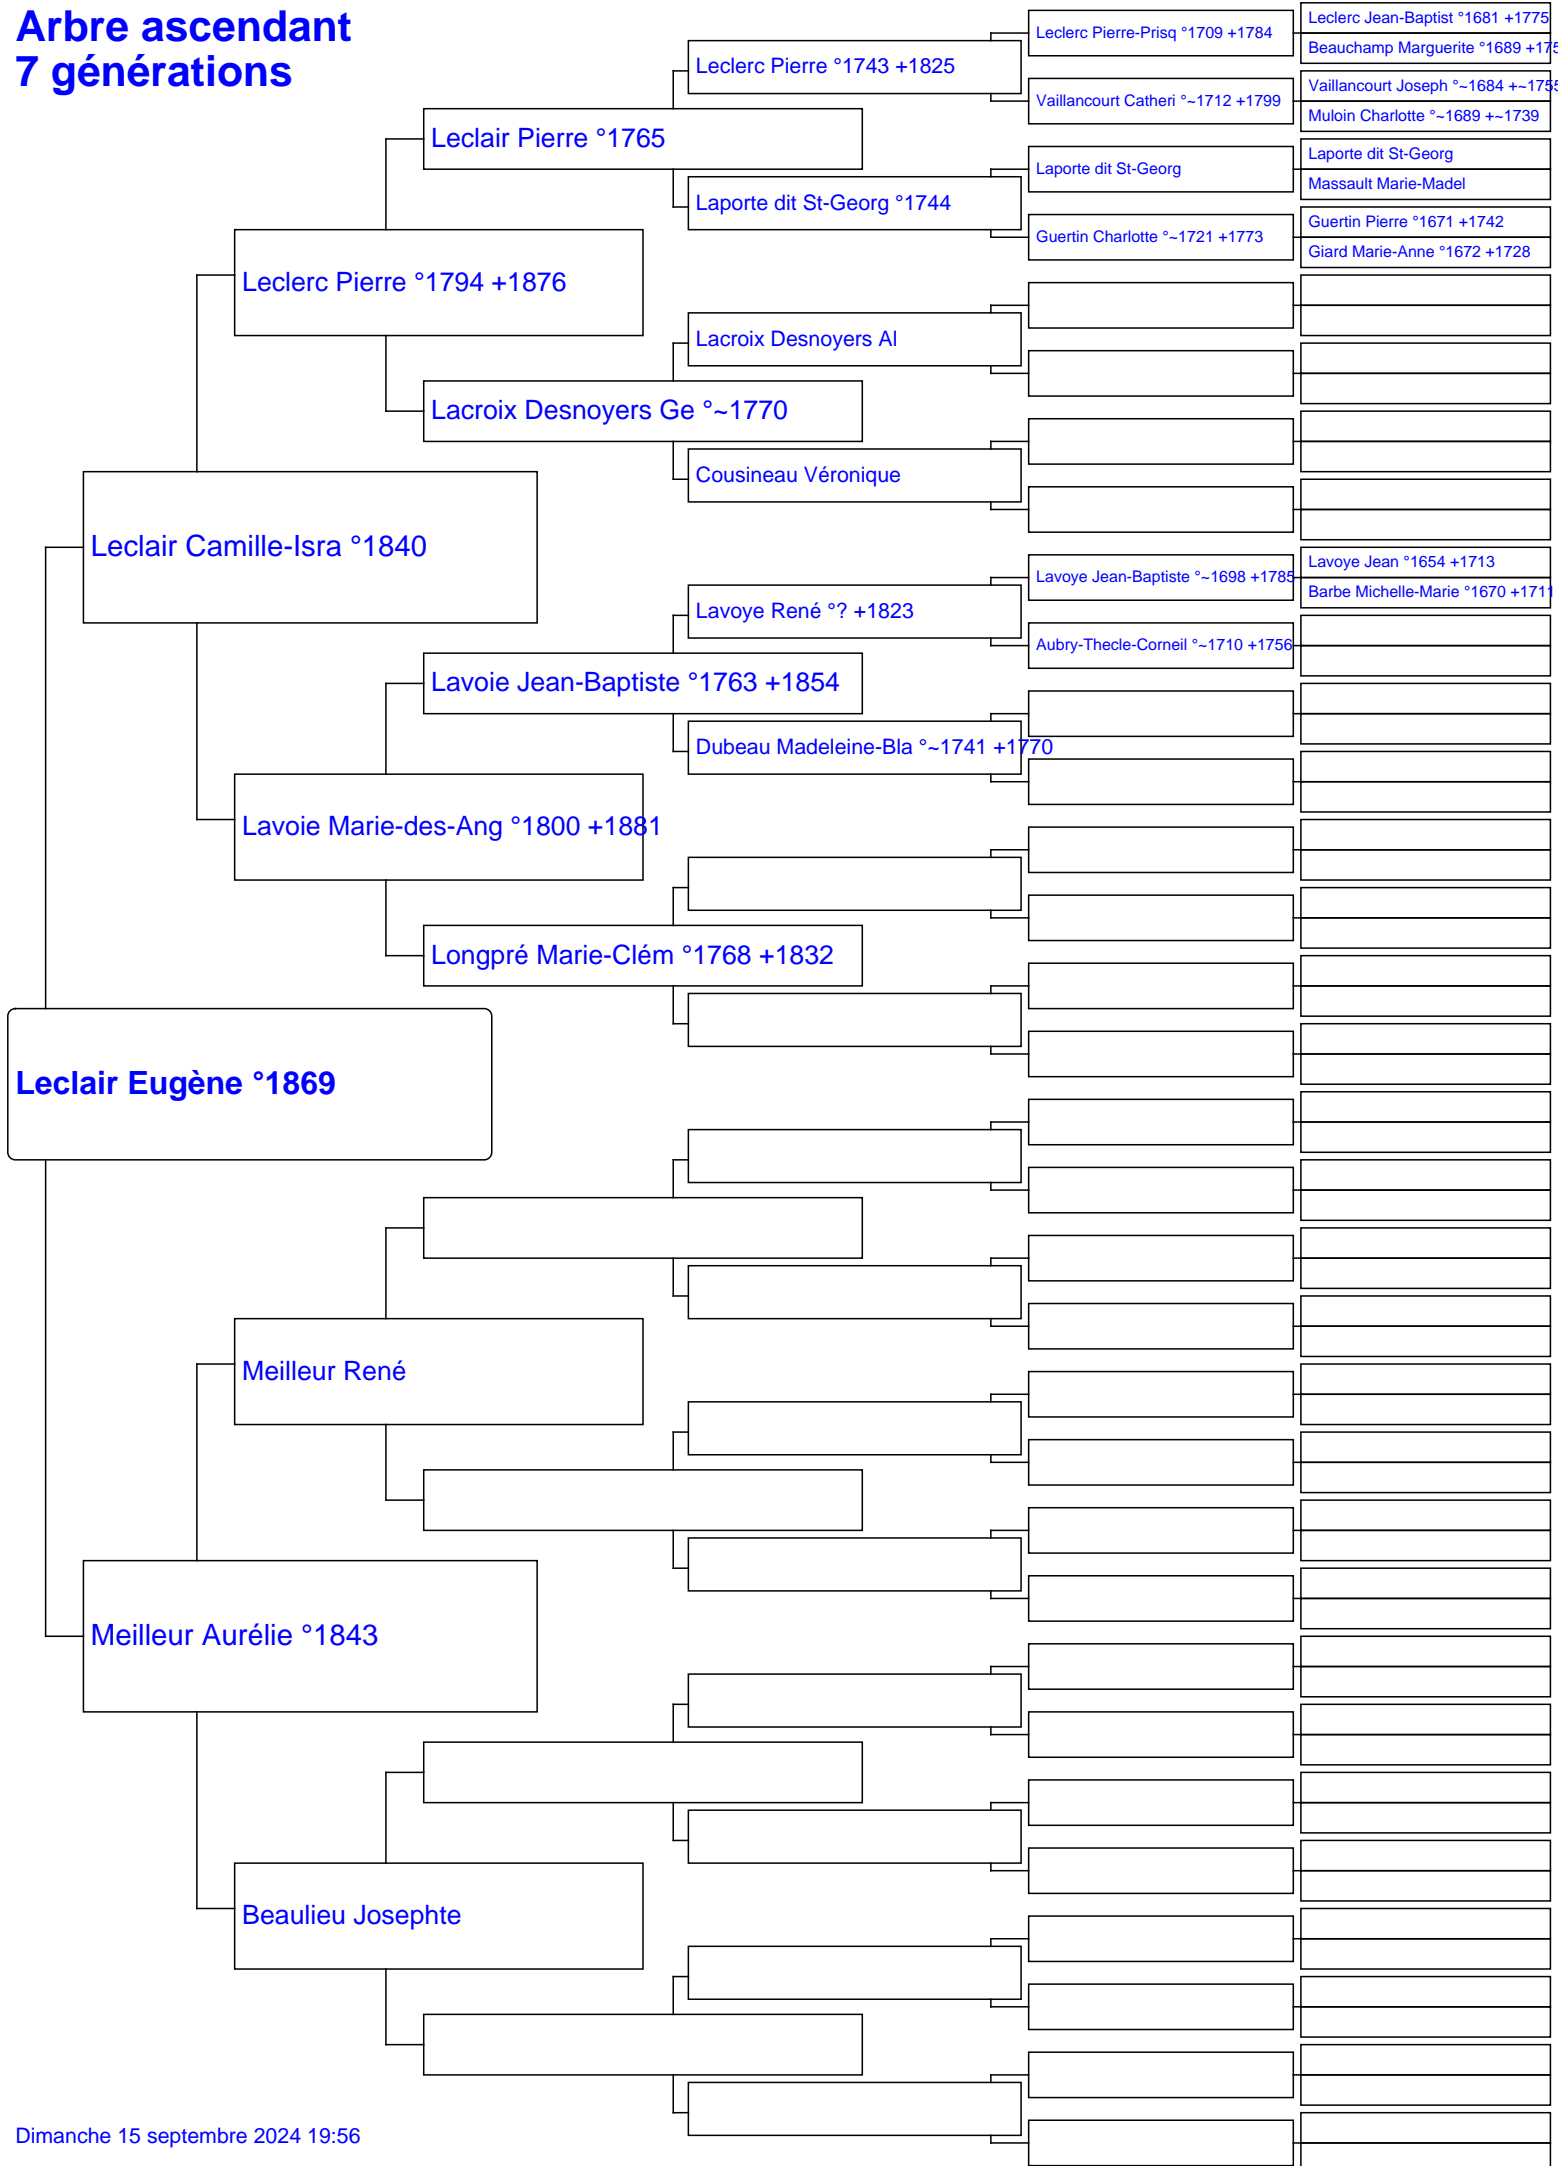 Arbre ascendant
7 générations
Leclerc Jean-Baptist °1681 +1775
Leclerc Pierre-Prisq °1709 +1784
Beauchamp Marguerite °1689 +175
Leclerc Pierre °1743 +1825
Vaillancourt Joseph °~1684 +~1755
Vaillancourt Catheri °~1712 +1799
Muloin Charlotte °~1689 +~1739
Leclair Pierre °1765
Laporte dit St-Georg
Laporte dit St-Georg
Massault Marie-Madel
Laporte dit St-Georg °1744
Guertin Pierre °1671 +1742
Guertin Charlotte °~1721 +1773
Giard Marie-Anne °1672 +1728
Leclerc Pierre °1794 +1876
Lacroix Desnoyers Al
Lacroix Desnoyers Ge °~1770
Cousineau Véronique
Leclair Camille-Isra °1840
Lavoye Jean °1654 +1713
Lavoye Jean-Baptiste °~1698 +1785
Barbe Michelle-Marie °1670 +1711
Lavoye René °? +1823
Aubry-Thecle-Corneil °~1710 +1756
Lavoie Jean-Baptiste °1763 +1854
Dubeau Madeleine-Bla °~1741 +1770
Lavoie Marie-des-Ang °1800 +1881
Longpré Marie-Clém °1768 +1832
Leclair Eugène °1869
Meilleur René
Meilleur Aurélie °1843
Beaulieu Josephte
Dimanche 15 septembre 2024 19:56